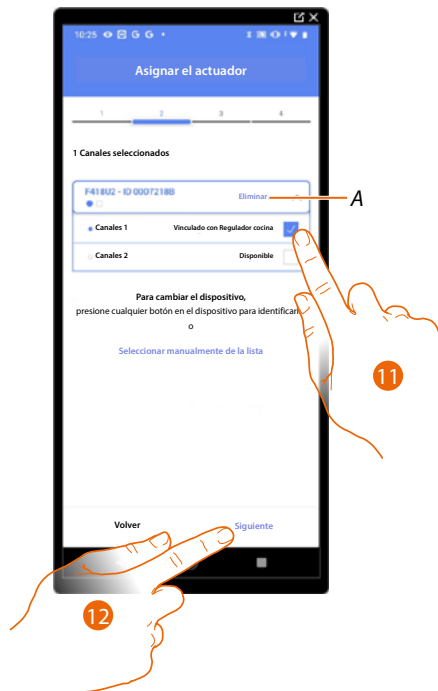 10:25 G G
Asignar el actuador
1 2 3 4
1 Canales seleccionados
F418U2 - ID 0007218B Eliminar A
Canales 1 Vinculado con Regulador cocina
Canales 2 Disponible
Para cambiar el dispositivo,
presione cualquier botón en el dispositivo para identificar
o
Seleccionar manualmente de la lista
11
Volver Siguiente
12